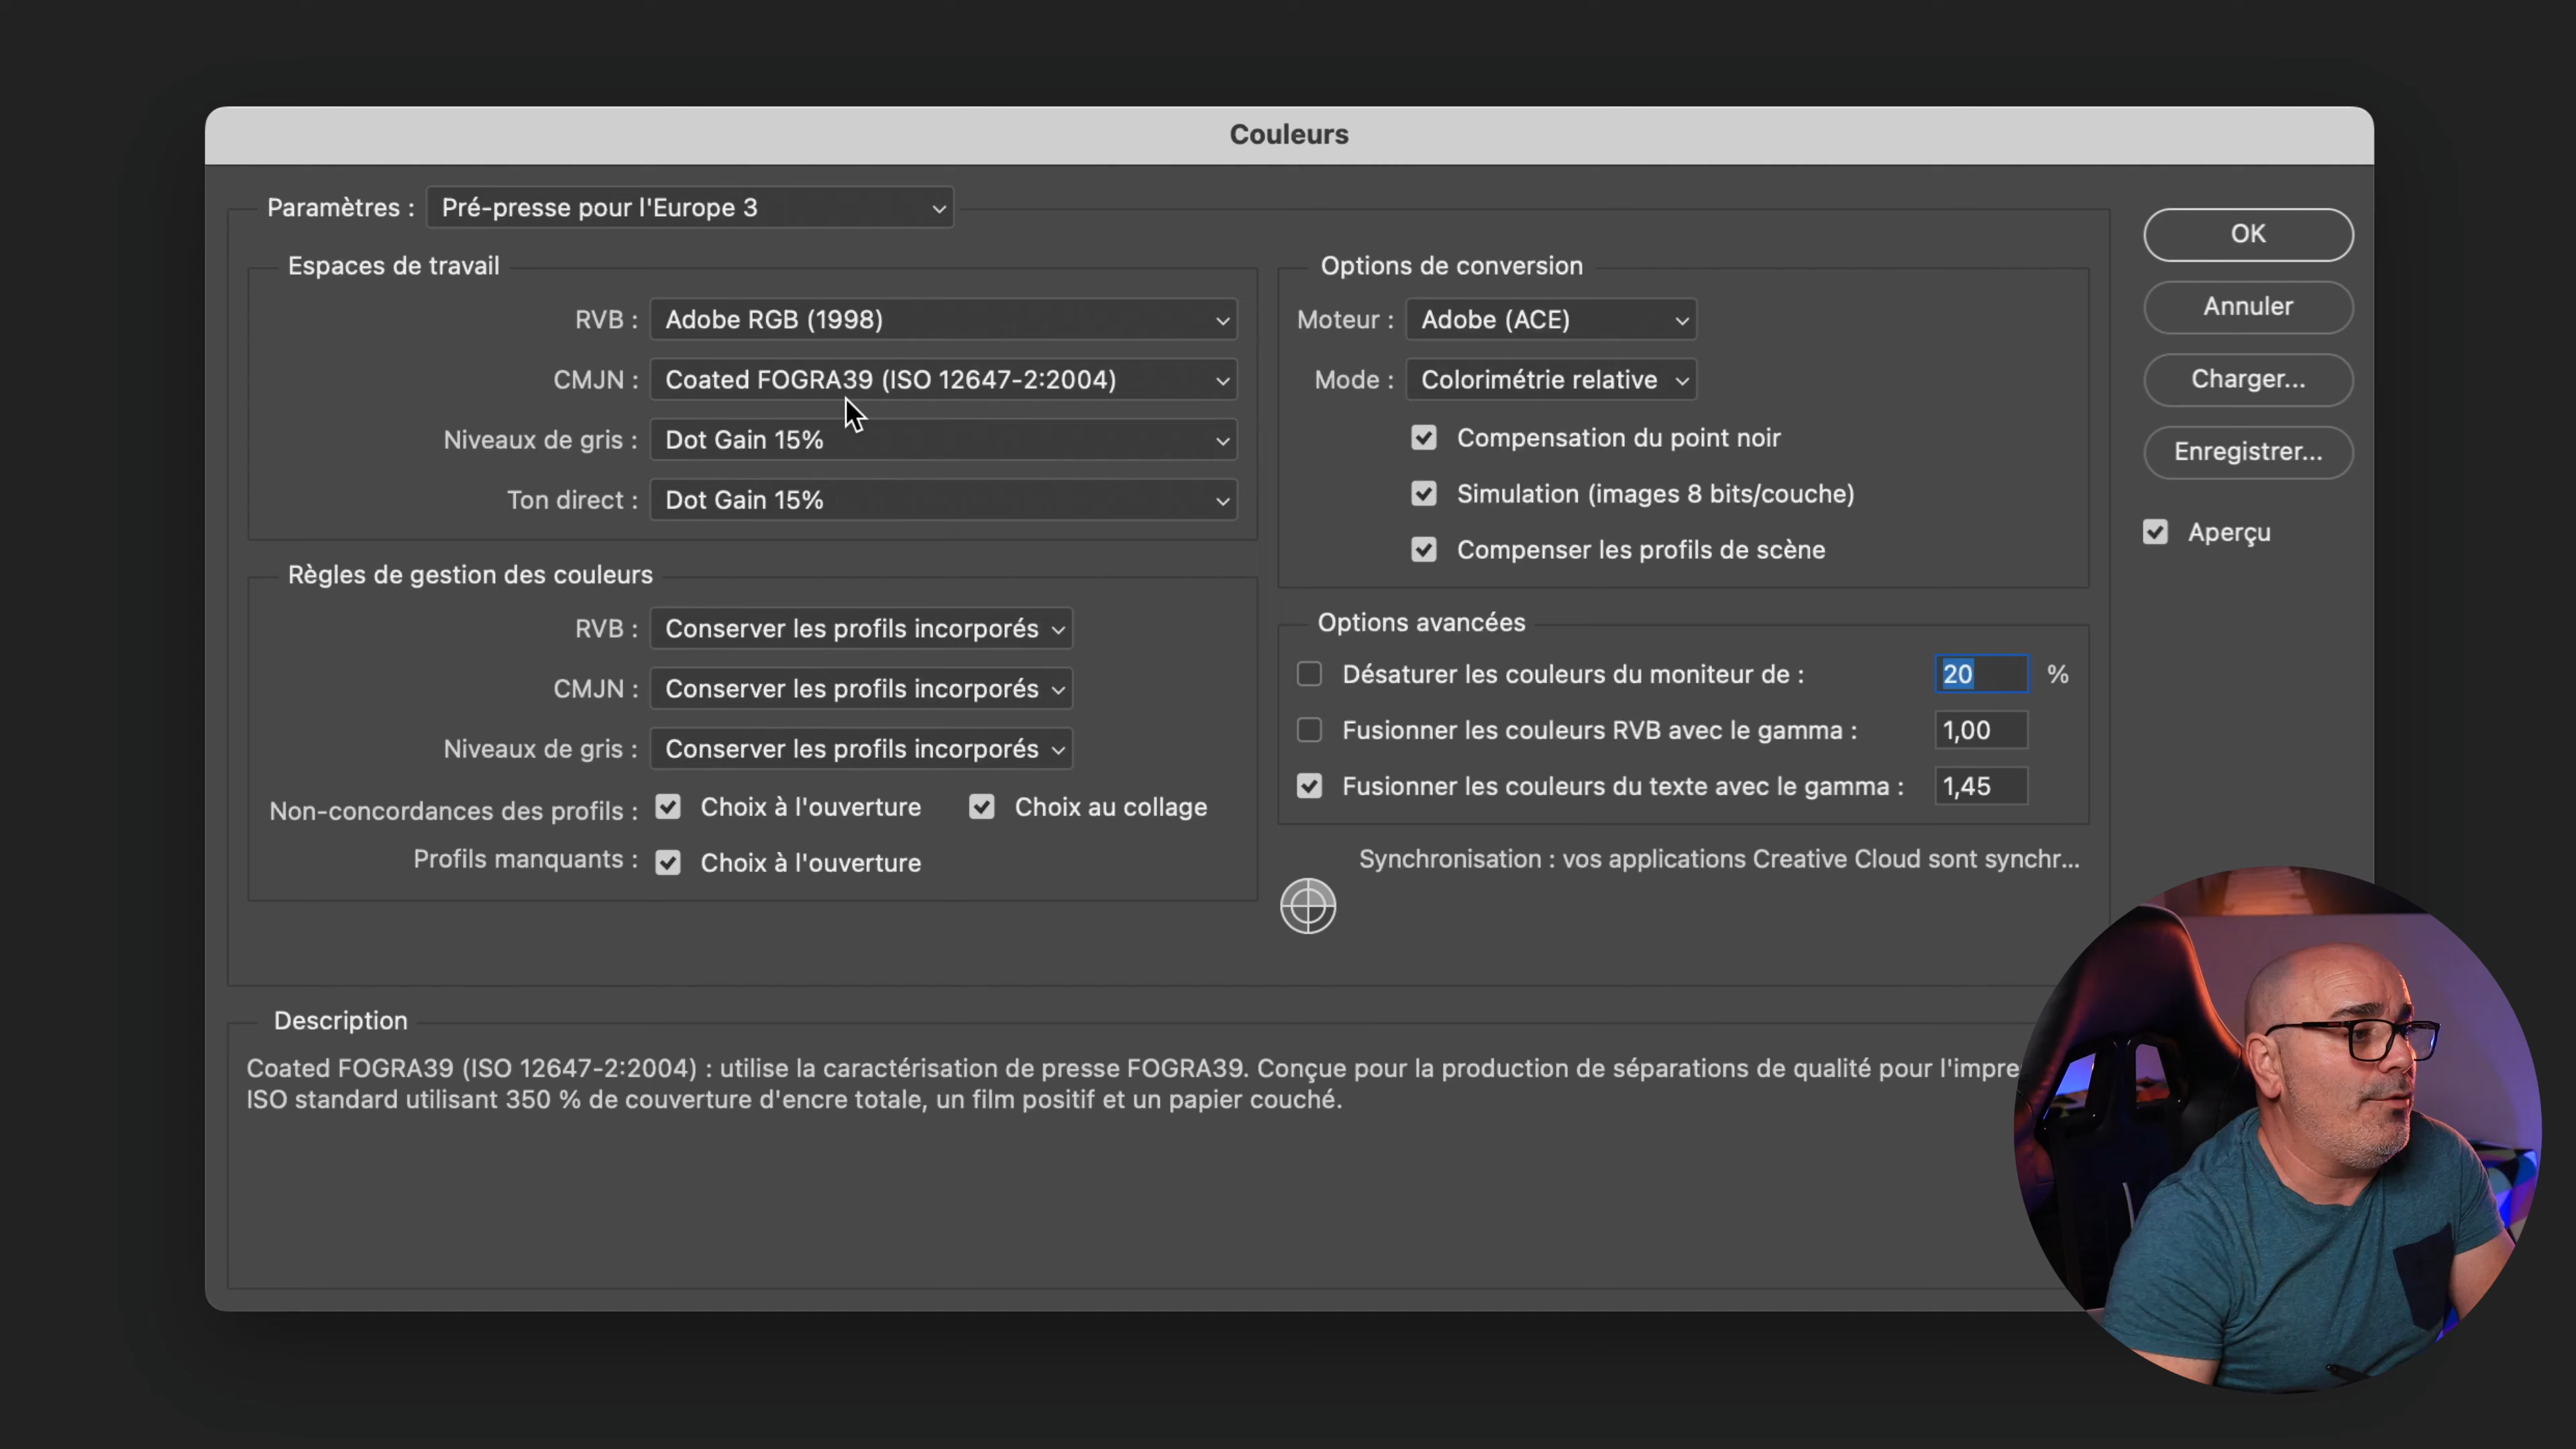 Couleurs
Paramètres : Pré-presse pour l'Europe 3
Espaces de travail
RVB : Adobe RGB (1998)
CMJN : Coated FOGRA39 (ISO 12647-2:2004)
Niveaux de gris : Dot Gain 15%
Ton direct : Dot Gain 15%
Règles de gestion des couleurs
RVB : Conserver les profils incorporés
CMJN : Conserver les profils incorporés
Niveaux de gris : Conserver les profils incorporés
Non-concordances des profils : Choix à l'ouverture Choix au collage
Profils manquants : Choix à l'ouverture
Options de conversion
Moteur : Adobe (ACE)
Mode : Colorimétrie relative
Compensation du point noir
Simulation (images 8 bits/couche)
Compenser les profils de scène
Options avancées
Désaturer les couleurs du moniteur de : 20 %
Fusionner les couleurs RVB avec le gamma : 1,00
Fusionner les couleurs du texte avec le gamma : 1,45
Synchronisation : vos applications Creative Cloud sont synchr...
OK
Annuler
Charger...
Enregistrer...
Aperçu
Description
Coated FOGRA39 (ISO 12647-2:2004) : utilise la caractérisation de presse FOGRA39. Conçue pour la production de séparations de qualité pour l'impre
ISO standard utilisant 350 % de couverture d'encre totale, un film positif et un papier couché.